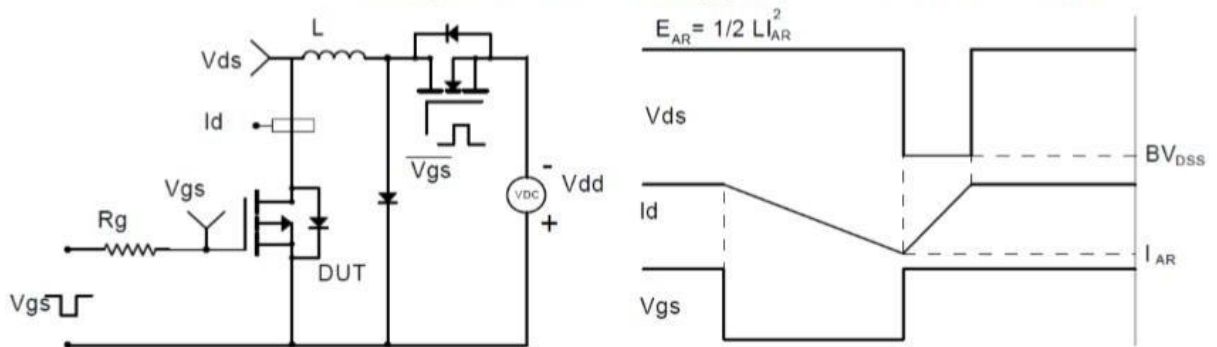 L
Vds
Id
Vgs
Vgs
Rg
DUT
Vgs
-
VDC
Vdd
+
E_AR = 1/2 LI_AR^2
Vds
BV_DSS
Id
I_AR
Vgs